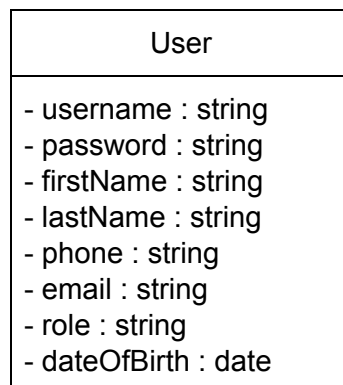 User
- username : string
- password : string
- firstName : string
- lastName : string
- phone : string
- email : string
- role : string
- dateOfBirth : date